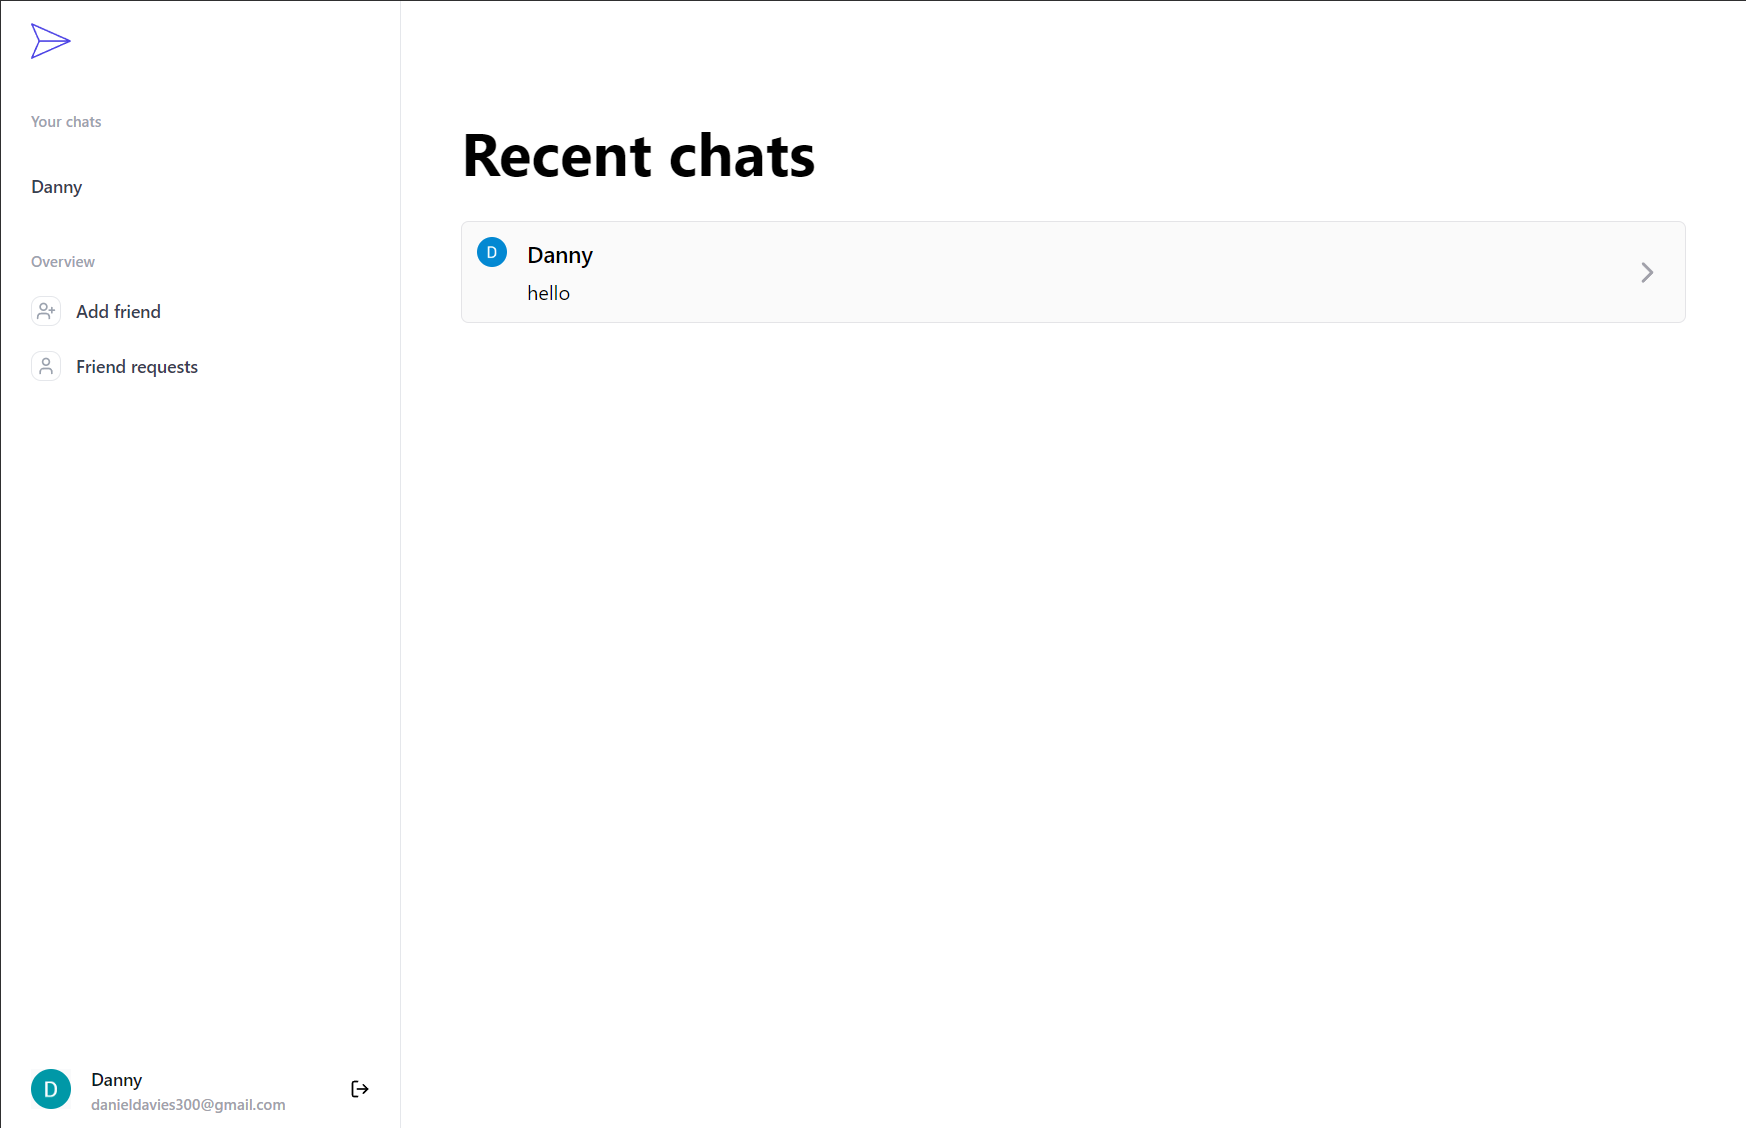 Your chats
Danny
Overview
Add friend
Friend requests
Recent chats
D
Danny
hello
D
Danny
danieldavies300@gmail.com